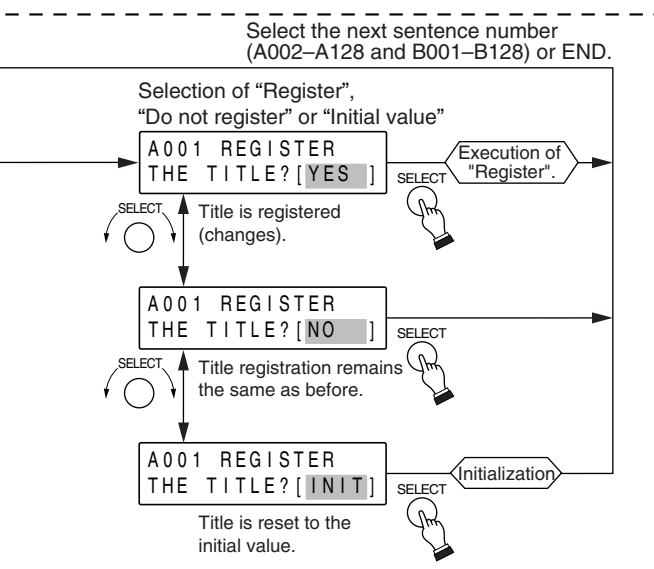 Select the next sentence number
(A002–A128 and B001–B128) or END.
Selection of “Register”,
“Do not register” or “Initial value”
A001 REGISTER
THE TITLE?[YES ]
SELECT
Execution of
"Register".
SELECT
Title is registered
(changes).
A001 REGISTER
THE TITLE?[NO ]
SELECT
SELECT
Title registration remains
the same as before.
A001 REGISTER
THE TITLE?[INIT]
SELECT
Initialization
Title is reset to the
initial value.